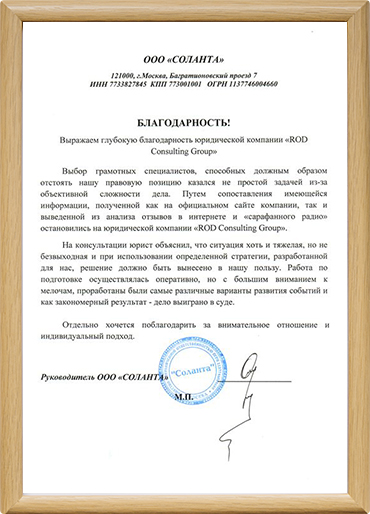 ООО «СОЛАНТА»
121000, г.Москва, Багратионовский проезд 7
ИНН 7733827845 КПП 773001001 ОГРН 1137746004660
БЛАГОДАРНОСТЬ!
Выражаем глубокую благодарность юридической компании «ROD
Consulting Group»
Выбор грамотных специалистов, способных должным образом
отстоять нашу правовую позицию казался не простой задачей из-за
объективной сложности дела. Путем сопоставления имеющейся
информации, полученной как на официальном сайте компании, так и
выведенной из анализа отзывов в интернете и «сарафанного радио»
остановились на юридической компании «ROD Consulting Group».
На консультации юрист объяснил, что ситуация хоть и тяжелая, но не
безвыходная и при использовании определенной стратегии, разработанной
для нас, решение должно быть вынесено в нашу пользу. Работа по
подготовке осуществлялась оперативно, но с большим вниманием к
мелочам, проработаны были самые различные варианты развития событий и
как закономерный результат - дело выиграно в суде.
Отдельно хочется поблагодарить за внимательное отношение и
индивидуальный подход.
Руководитель ООО «СОЛАНТА»
"Соланта"
М.П.